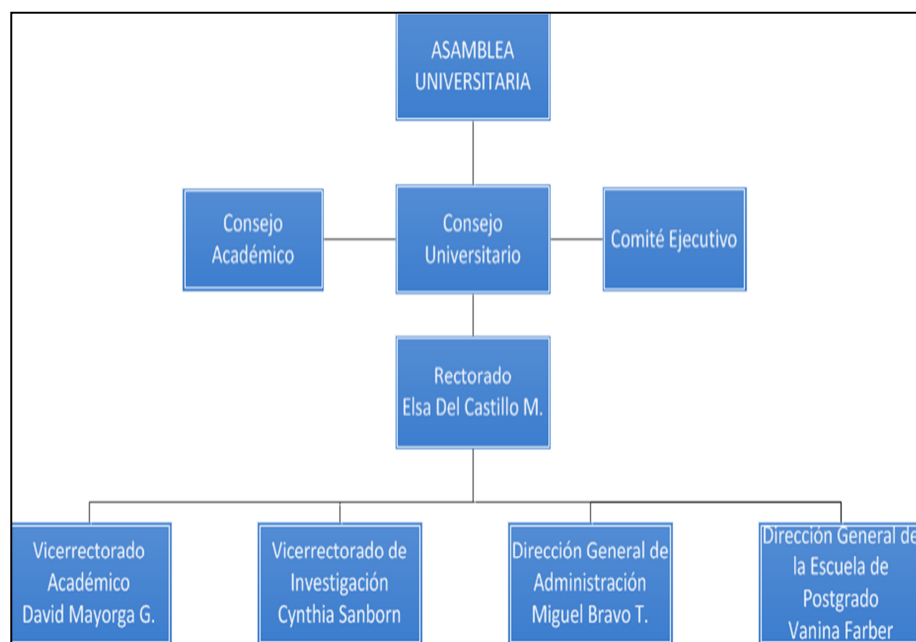 ASAMBLEA
UNIVERSITARIA
Consejo
Académico
Consejo
Universitario
Comité Ejecutivo
Rectorado
Elsa Del Castillo M.
Vicerrectorado
Académico
David Mayorga G.
Vicerrectorado de
Investigación
Cynthia Sanborn
Dirección General de
Administración
Miguel Bravo T.
Dirección General de
la Escuela de
Postgrado
Vanina Farber